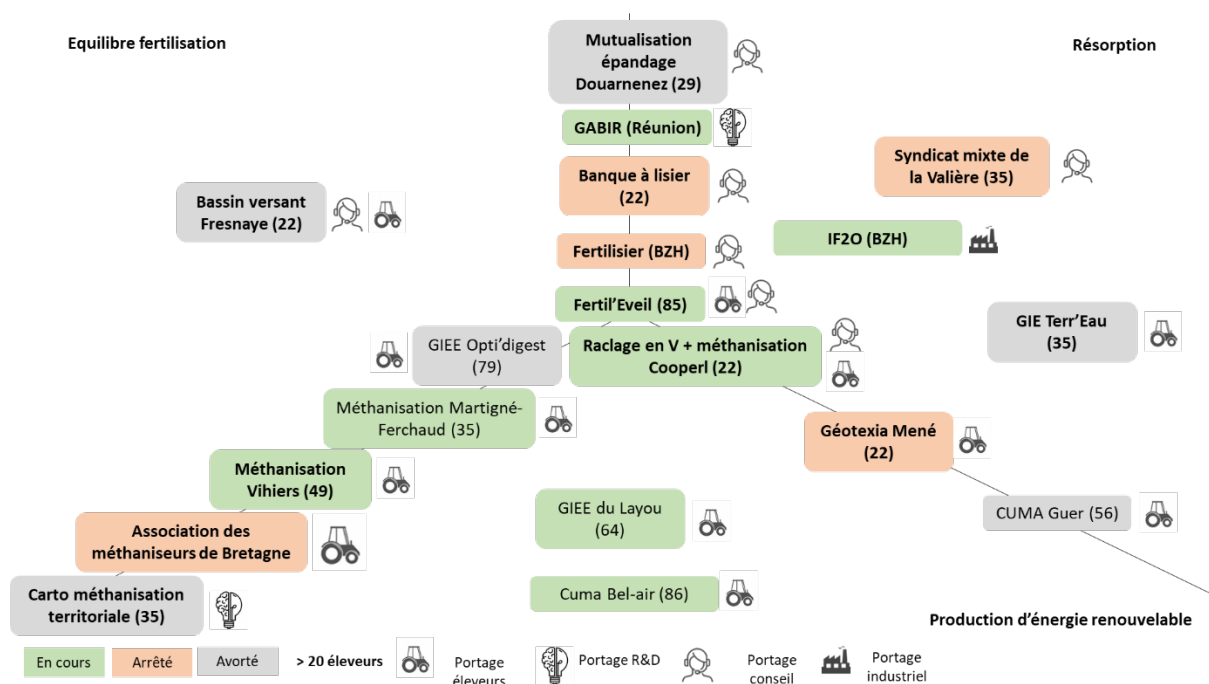 Equilibre fertilisation
Résorption
Mutualisation
épandage
Douarnenez (29)
GABIR (Réunion)
Banque à lisier
(22)
Syndicat mixte de
la Valière (35)
Bassin versant
Fresnaye (22)
IF2O (BZH)
Fertilisier (BZH)
Fertil’Eveil (85)
GIE Terr’Eau
(35)
GIEE Opti’digest
(79)
Raclage en V + méthanisation
Cooperl (22)
Méthanisation Martigné-
Ferchaud (35)
Géotexia Mené
(22)
Méthanisation
Vihiers (49)
GIEE du Layou
(64)
CUMA Guer (56)
Association des
méthaniseurs de Bretagne
Carto méthanisation
territoriale (35)
Cuma Bel-air (86)
Production d’énergie renouvelable
En cours
Arrêté
Avorté
> 20 éleveurs
Portage
éleveurs
Portage R&D
Portage
conseil
Portage
industriel